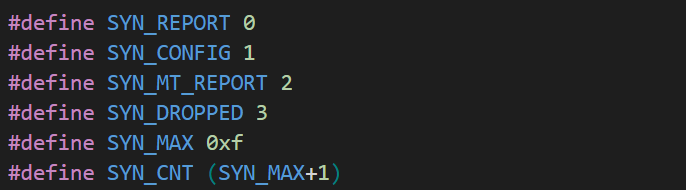 #define SYN_REPORT 0
#define SYN_CONFIG 1
#define SYN_MT_REPORT 2
#define SYN_DROPPED 3
#define SYN_MAX 0xf
#define SYN_CNT (SYN_MAX+1)